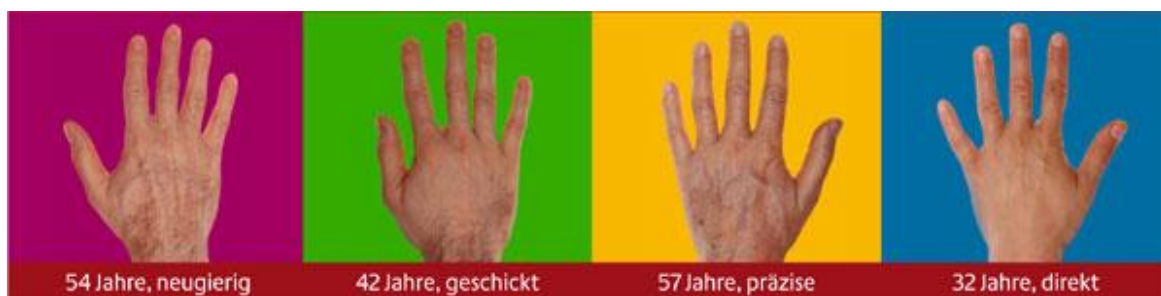 54 Jahre, neugierig
42 Jahre, geschickt
57 Jahre, präzise
32 Jahre, direkt